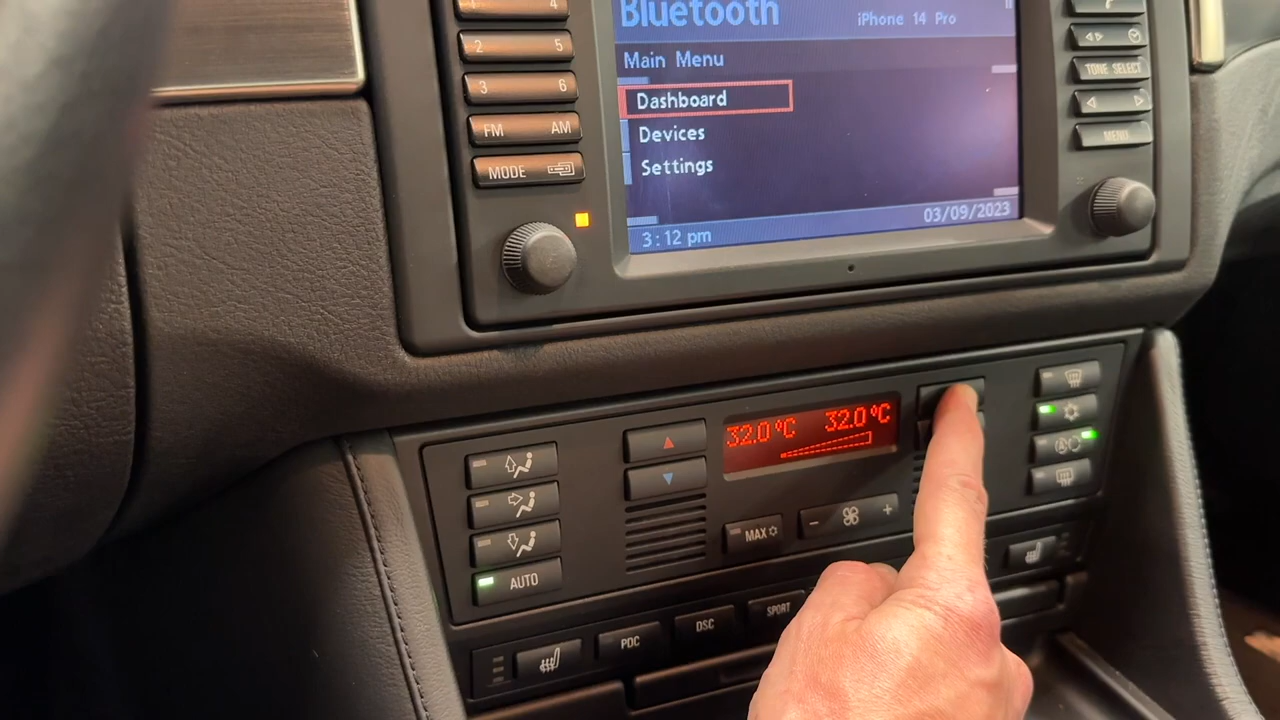 4
Bluetooth
iPhone 14 Pro
2 5
Main Menu
TONE SELECT
3 6
Dashboard
FM AM
Devices
MENU
MODE
Settings
03/09/2023
3:12 pm
32.0°C 32.0°C
MAX
- +
AUTO
PDC
DSC
SPORT